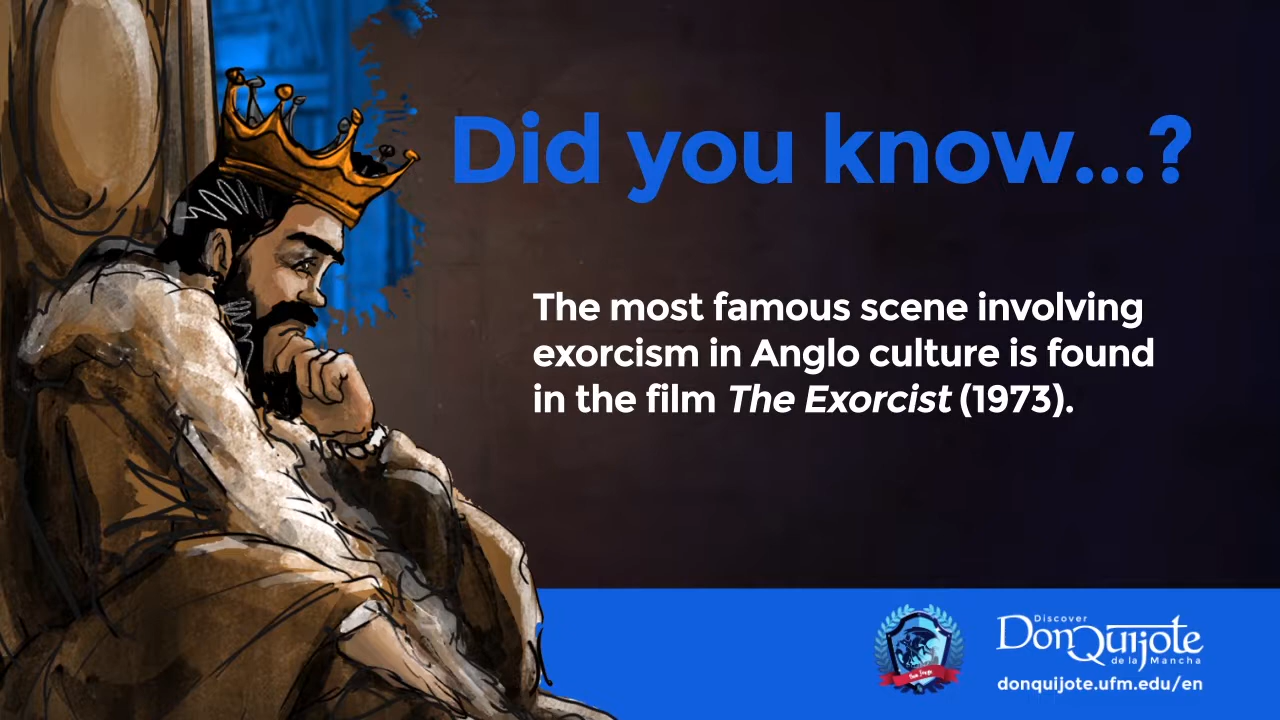 Did you know...?
The most famous scene involving
exorcism in Anglo culture is found
in the film The Exorcist (1973).
Discover
DonQuijote
de la Mancha
donquijote.ufm.edu/en